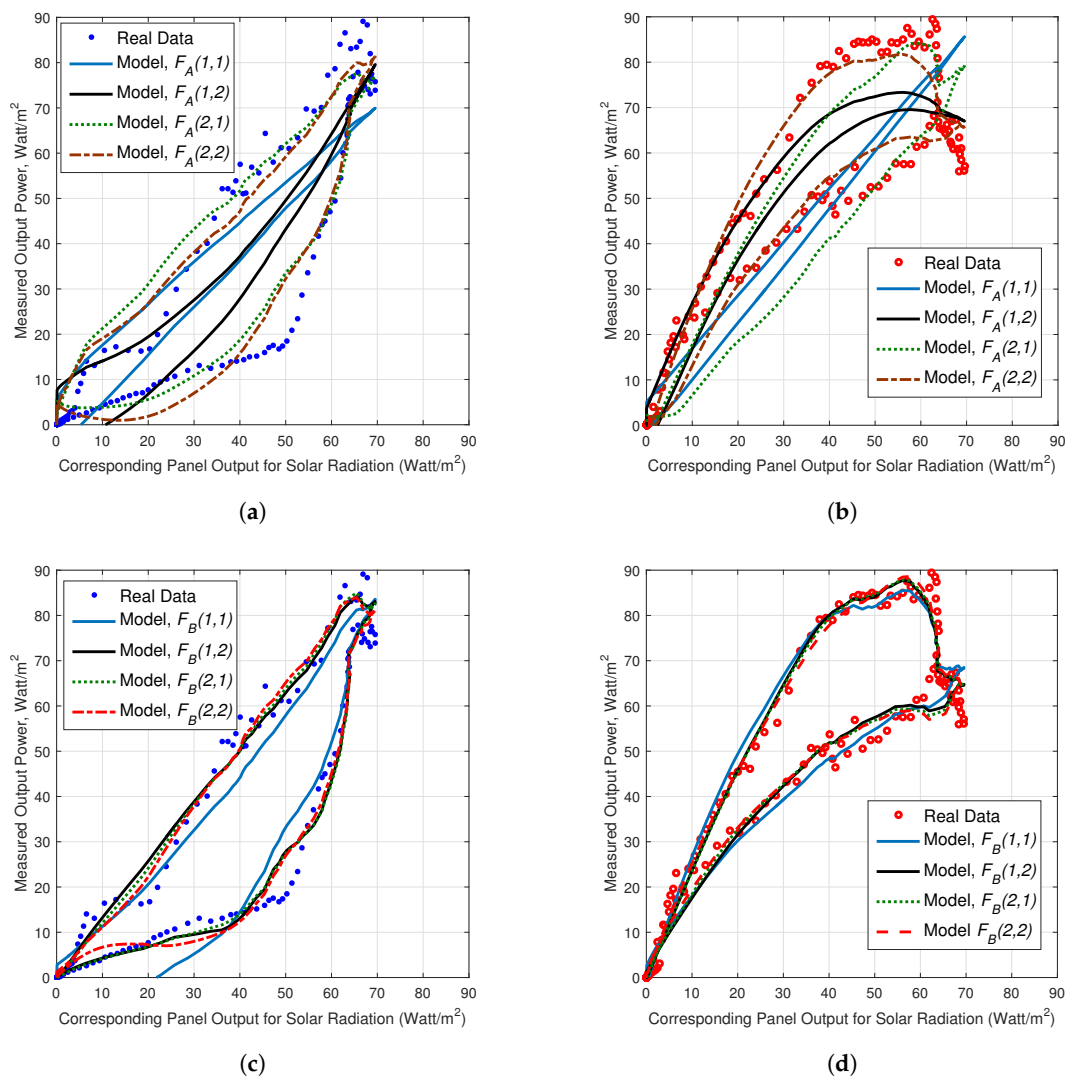 Measured Output Power, Watt/m2
90
80
70
60
50
40
30
20
10
0
Real Data
Model, FA(1,1)
Model, FA(1,2)
Model, FA(2,1)
Model, FA(2,2)
0 10 20 30 40 50 60 70 80 90
Corresponding Panel Output for Solar Radiation (Watt/m2)
(a)
Measured Output Power, Watt/m2
90
80
70
60
50
40
30
20
10
0
Real Data
Model, FA(1,1)
Model, FA(1,2)
Model, FA(2,1)
Model, FA(2,2)
0 10 20 30 40 50 60 70 80 90
Corresponding Panel Output for Solar Radiation (Watt/m2)
(b)
Measured Output Power, Watt/m2
90
80
70
60
50
40
30
20
10
0
Real Data
Model, FB(1,1)
Model, FB(1,2)
Model, FB(2,1)
Model, FB(2,2)
0 10 20 30 40 50 60 70 80 90
Corresponding Panel Output for Solar Radiation (Watt/m2)
(c)
Measured Output Power, Watt/m2
90
80
70
60
50
40
30
20
10
0
Real Data
Model, FB(1,1)
Model, FB(1,2)
Model, FB(2,1)
Model FB(2,2)
0 10 20 30 40 50 60 70 80 90
Corresponding Panel Output for Solar Radiation (Watt/m2)
(d)